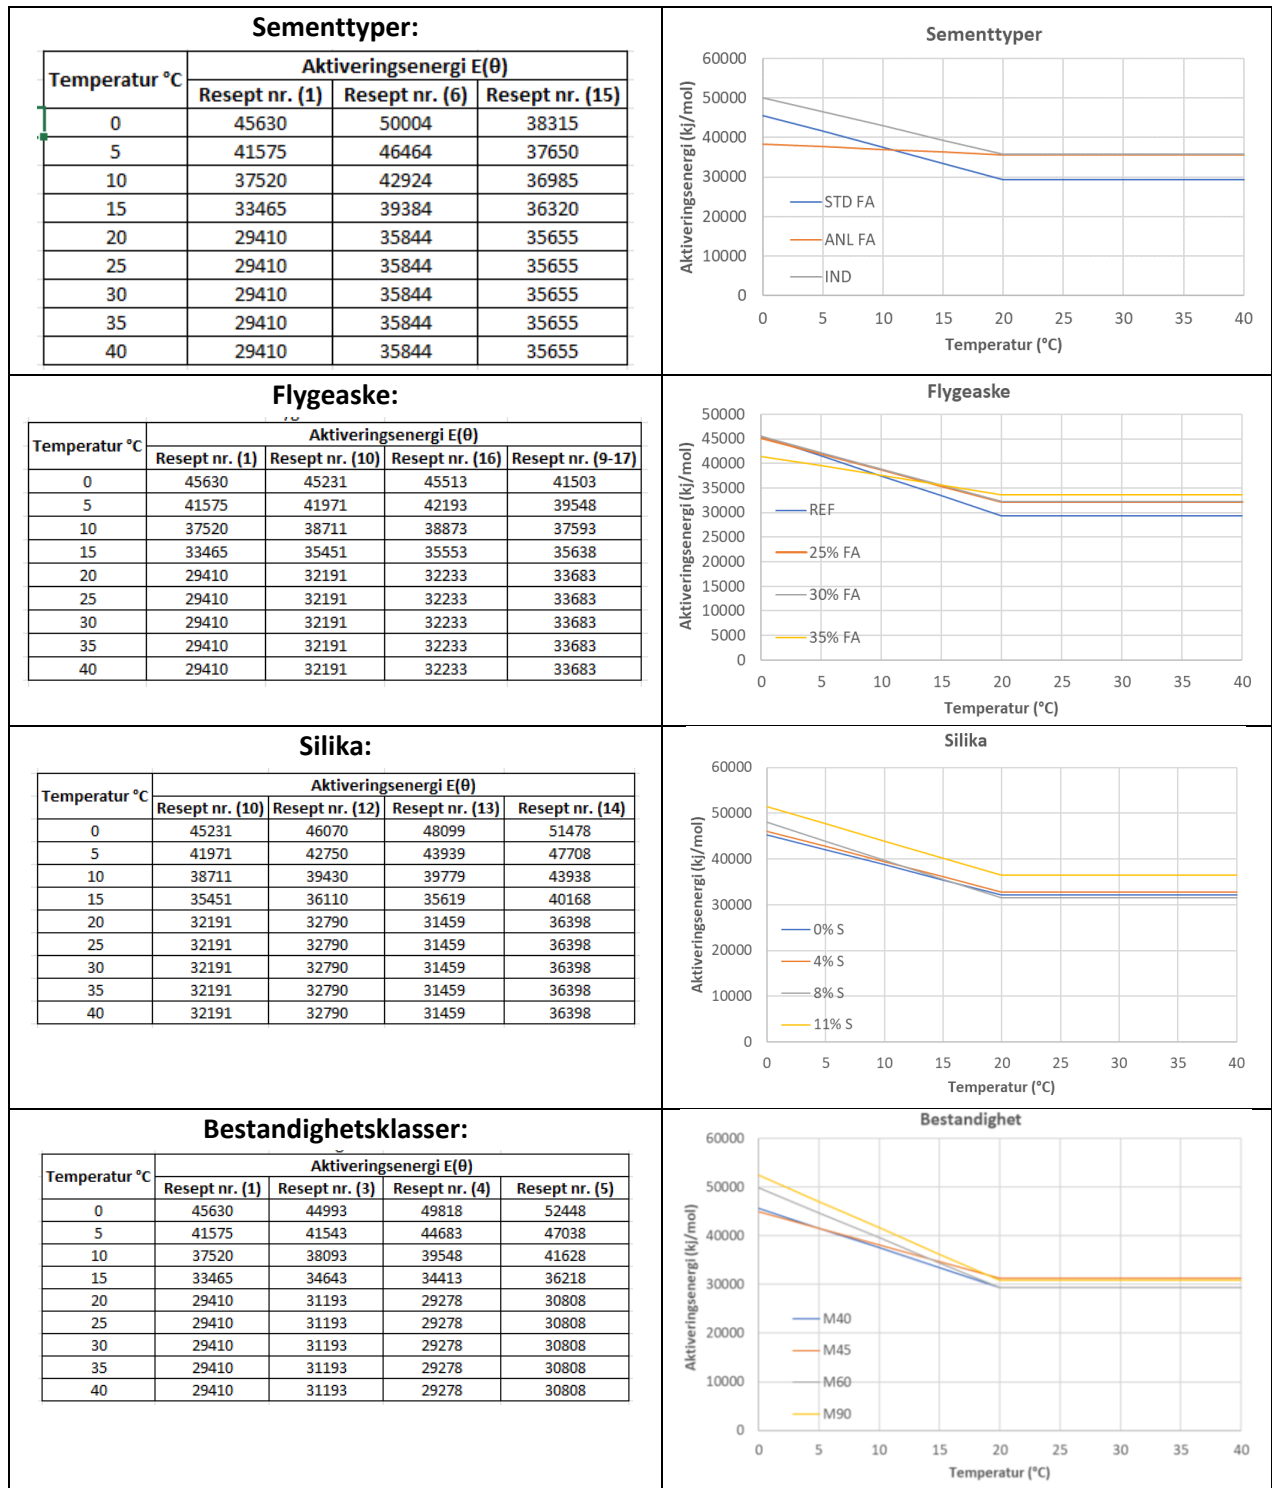 Sementtyper:
Temperatur °C Aktiveringsenergi E(θ)
Resept nr. (1) Resept nr. (6) Resept nr. (15)
0 45630 50004 38315
5 41575 46464 37650
10 37520 42924 36985
15 33465 39384 36320
20 29410 35844 35655
25 29410 35844 35655
30 29410 35844 35655
35 29410 35844 35655
40 29410 35844 35655
Sementtyper
Aktiveringsenergi (kj/mol)
60000
50000
40000
30000
20000
10000
0
STD FA
ANL FA
IND
0 5 10 15 20 25 30 35 40
Temperatur (°C)
Flygeaske:
Temperatur °C Aktiveringsenergi E(θ)
Resept nr. (1) Resept nr. (10) Resept nr. (16) Resept nr. (9-17)
0 45630 45231 45513 41503
5 41575 41971 42193 39548
10 37520 38711 38873 37593
15 33465 35451 35553 35638
20 29410 32191 32233 33683
25 29410 32191 32233 33683
30 29410 32191 32233 33683
35 29410 32191 32233 33683
40 29410 32191 32233 33683
Flygeaske
Aktiveringsenergi (kj/mol)
50000
45000
40000
35000
30000
25000
20000
15000
10000
5000
0
REF
25% FA
30% FA
35% FA
0 5 10 15 20 25 30 35 40
Temperatur (°C)
Silika:
Temperatur °C Aktiveringsenergi E(θ)
Resept nr. (10) Resept nr. (12) Resept nr. (13) Resept nr. (14)
0 45231 46070 48099 51478
5 41971 42750 43939 47708
10 38711 39430 39779 43938
15 35451 36110 35619 40168
20 32191 32790 31459 36398
25 32191 32790 31459 36398
30 32191 32790 31459 36398
35 32191 32790 31459 36398
40 32191 32790 31459 36398
Silika
Aktiveringsenergi (kj/mol)
60000
50000
40000
30000
20000
10000
0
0% S
4% S
8% S
11% S
0 5 10 15 20 25 30 35 40
Temperatur (°C)
Bestandighetsklasser:
Temperatur °C Aktiveringsenergi E(θ)
Resept nr. (1) Resept nr. (3) Resept nr. (4) Resept nr. (5)
0 45630 44993 49818 52448
5 41575 41543 44683 47038
10 37520 38093 39548 41628
15 33465 34643 34413 36218
20 29410 31193 29278 30808
25 29410 31193 29278 30808
30 29410 31193 29278 30808
35 29410 31193 29278 30808
40 29410 31193 29278 30808
Bestandighet
Aktiveringsenergi (kj/mol)
60000
50000
40000
30000
20000
10000
0
M40
M45
M60
M90
0 5 10 15 20 25 30 35 40
Temperatur (°C)